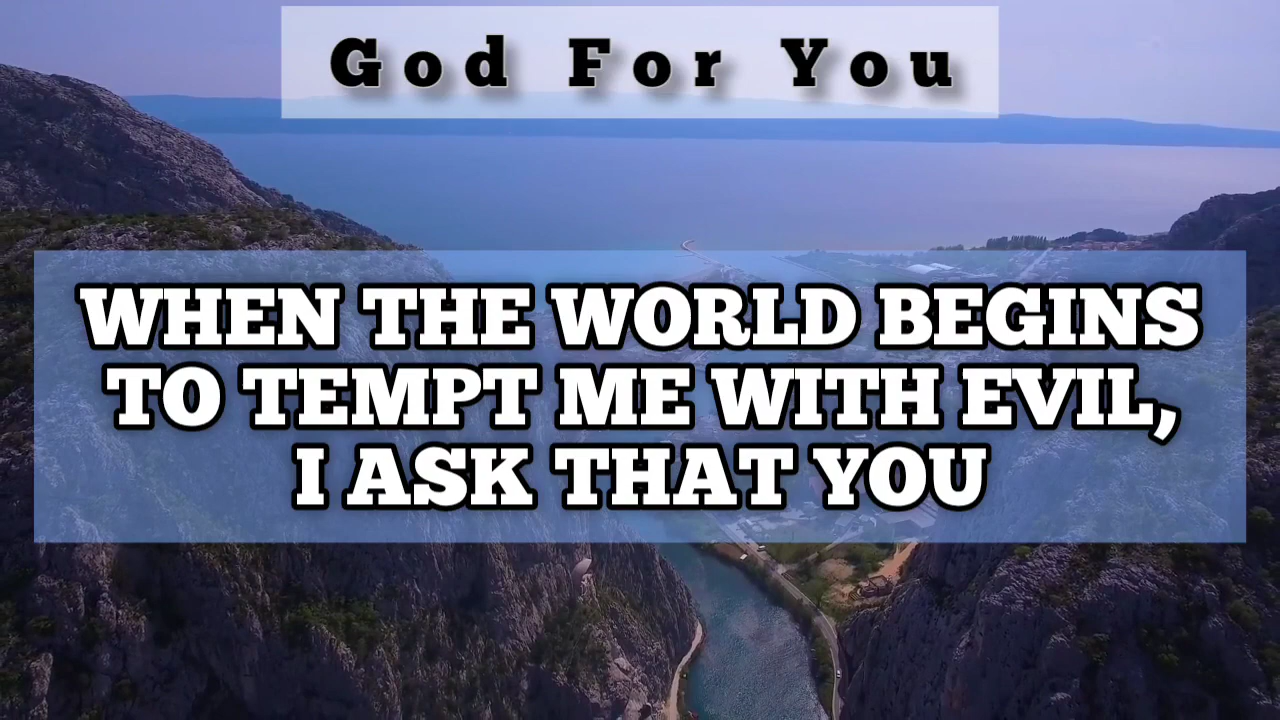 God For You
WHEN THE WORLD BEGINS
TO TEMPT ME WITH EVIL,
I ASK THAT YOU